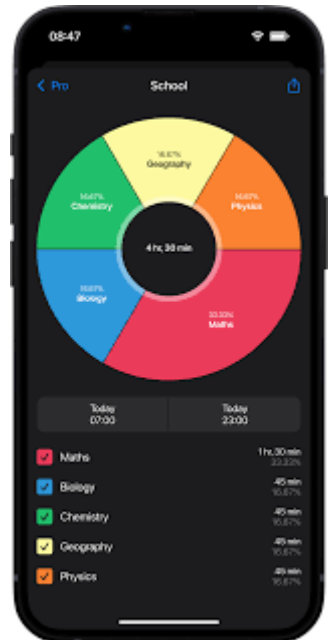 08:47
Pro
School
16.67%
Geography
16.67%
Chemistry
16.67%
Physics
4 hr, 30 min
16.67%
Biology
33.33%
Maths
Today
07:00
Today
23:00
Maths
1 hr, 30 min
33.33%
Biology
45 min
16.67%
Chemistry
45 min
16.67%
Geography
45 min
16.67%
Physics
45 min
16.67%